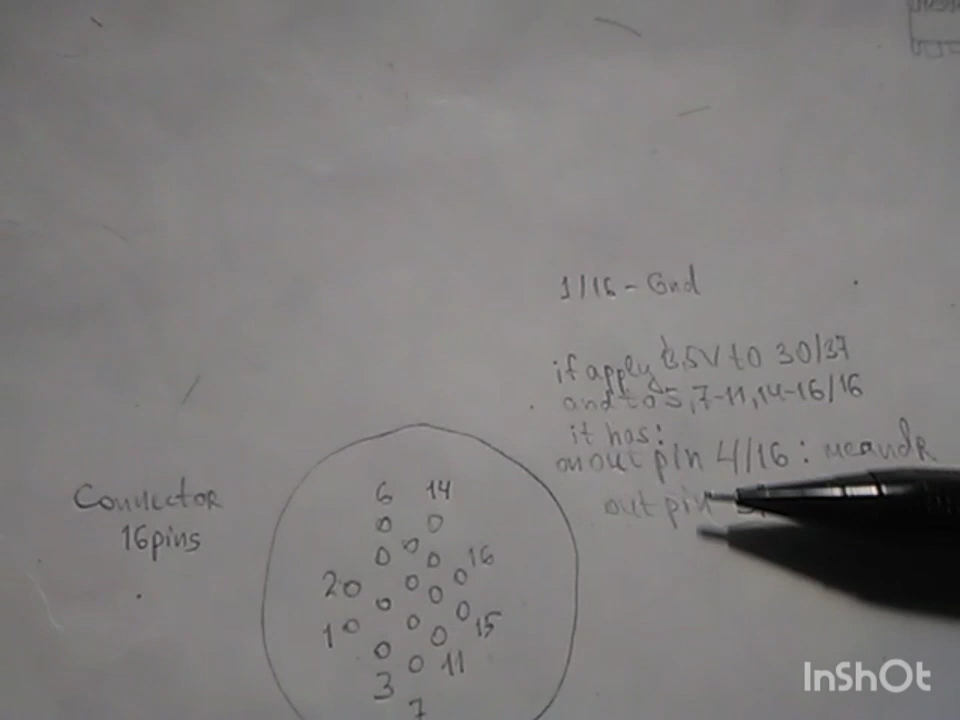 1/16 - Gnd
if apply 3,5V to 30/37
and to 5,7-11,14-16/16
it has:
on out pin 4/16 : meandr
out pin
Connector
16pins
6 14
16
2
1
15
11
3
7
InShOt